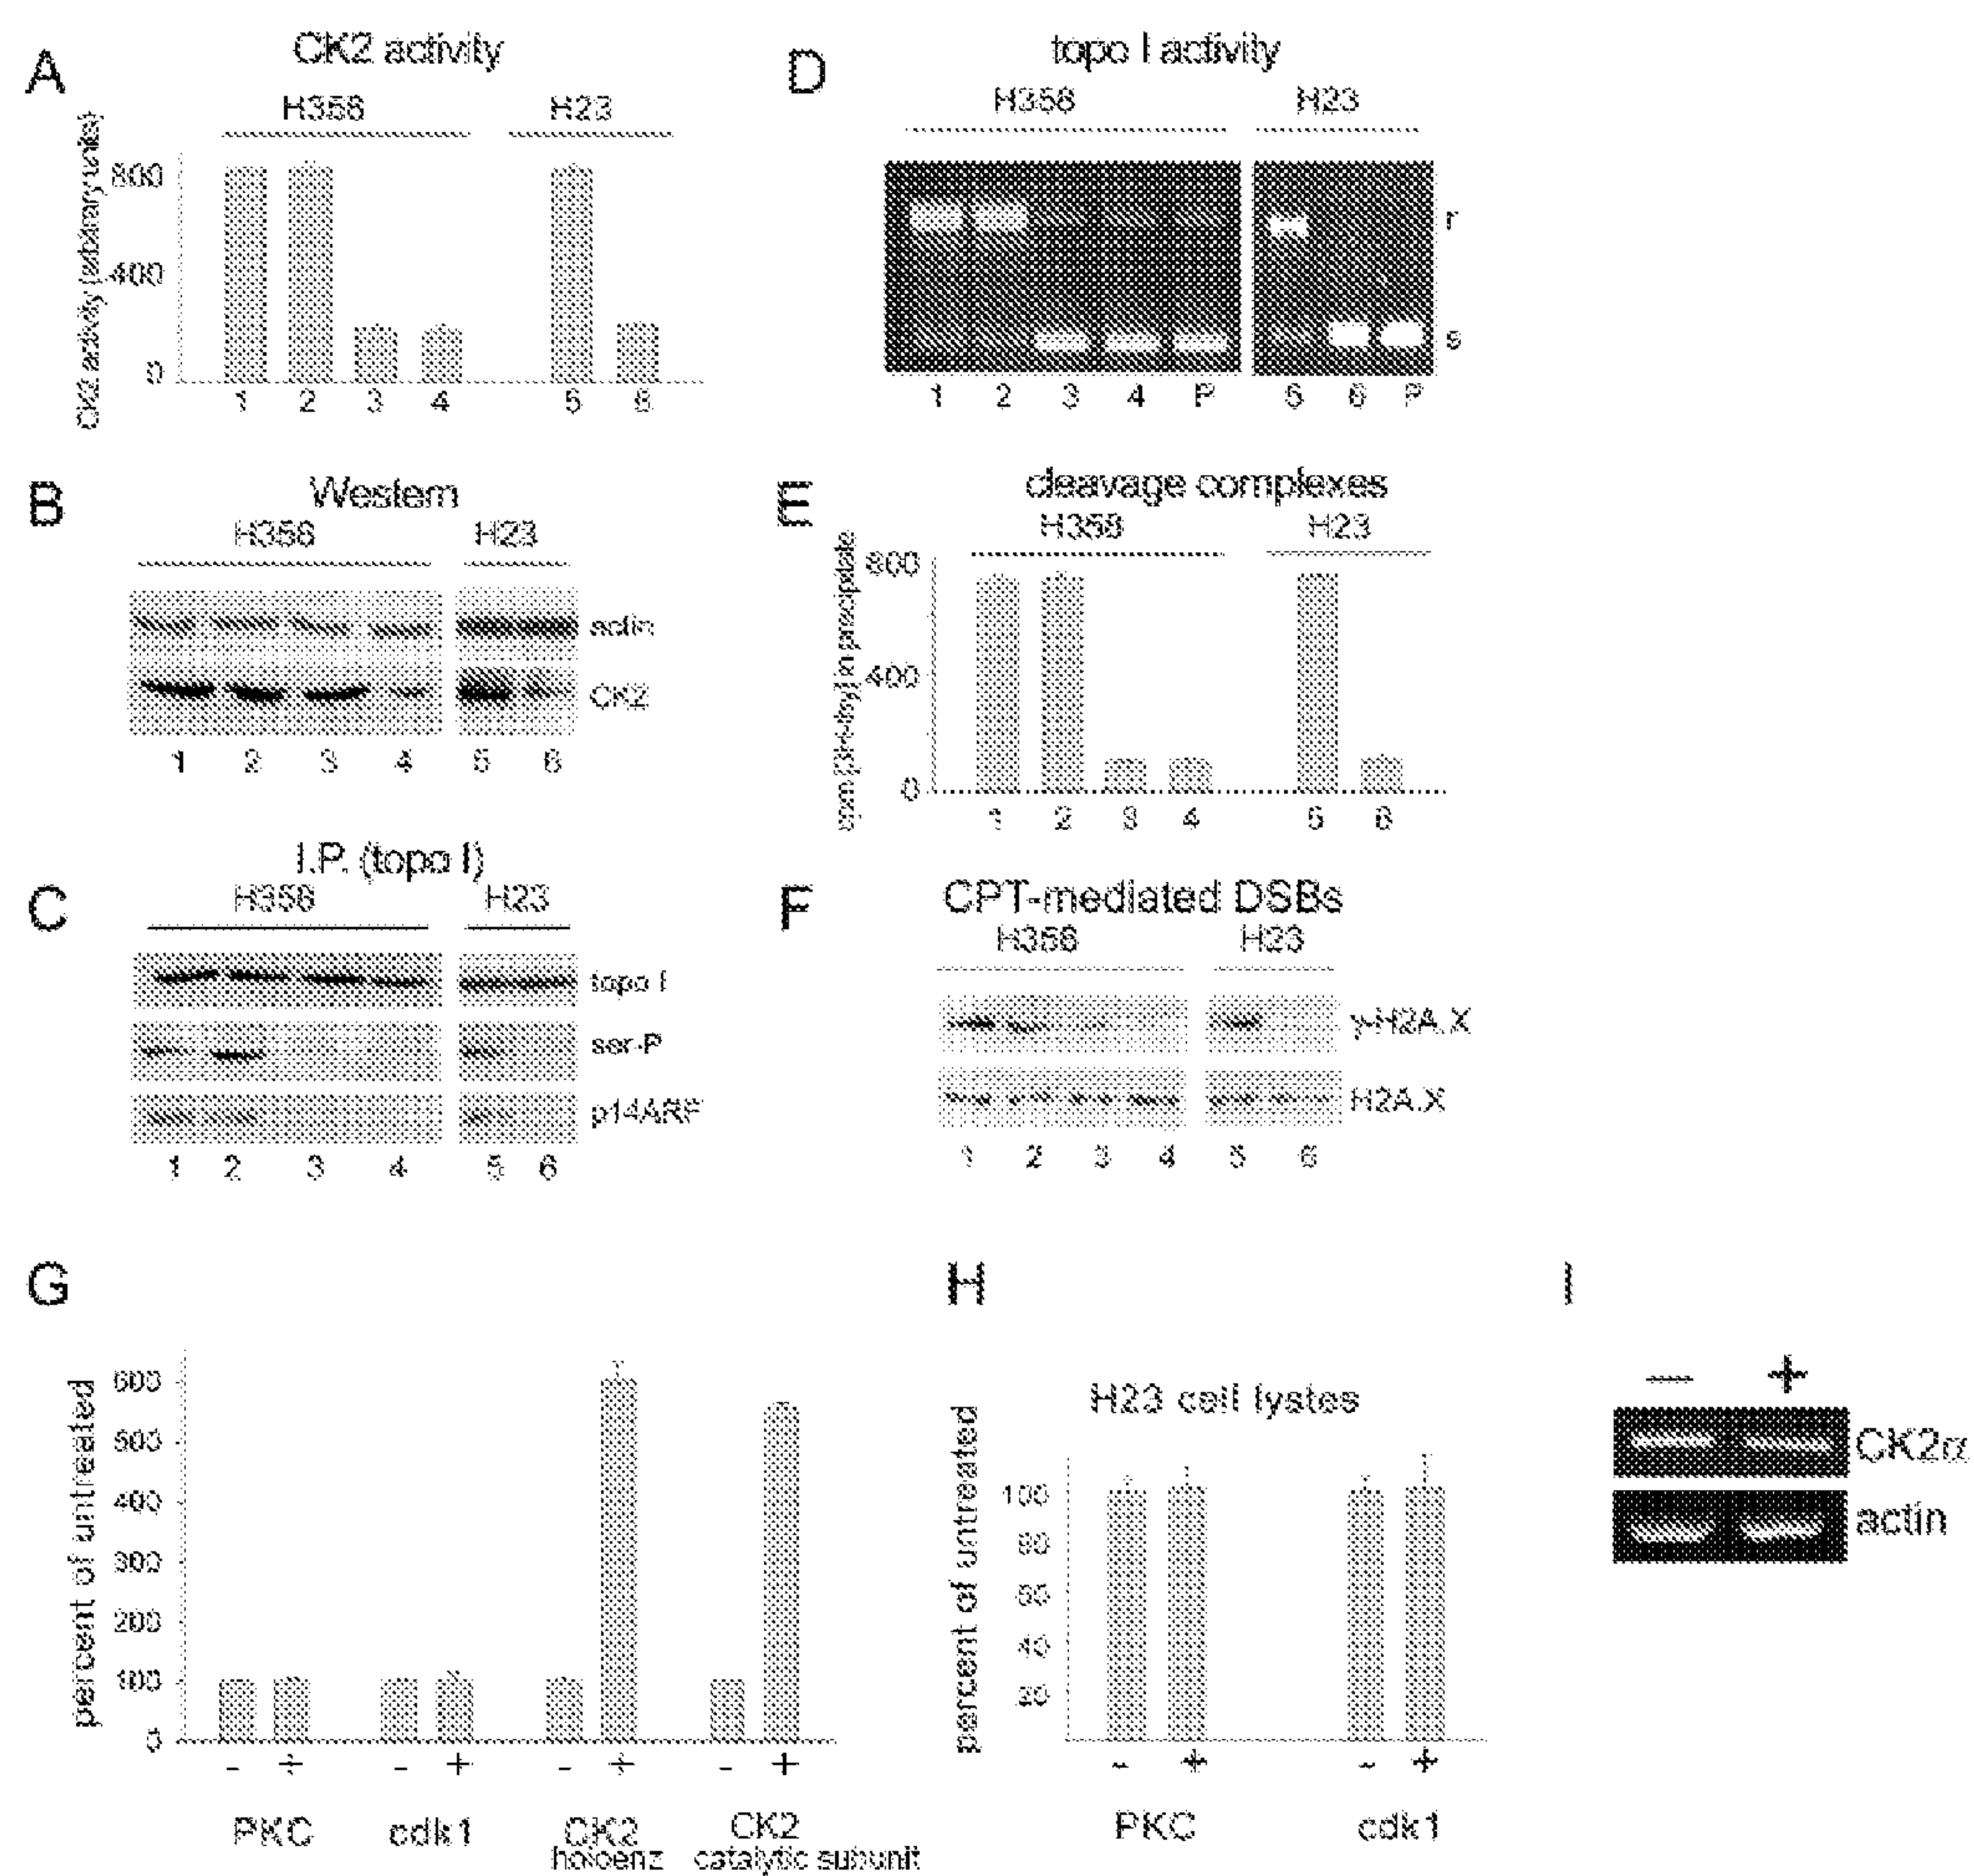 A
CK2 activity
H358 H23
CK2 activity (arbitrary units)
800
400
0
1 2 3 4 5 6
B
Western
H358 H23
actin
CK2
1 2 3 4 5 6
C
I.P. (topo I)
H358 H23
topo I
ser-P
p14ARF
1 2 3 4 5 6
D
topo I activity
H358 H23
r
s
1 2 3 4 P 5 6 P
E
cleavage complexes
H358 H23
cpm [3H-thy] in precipitate
800
400
0
1 2 3 4 5 6
F
CPT-mediated DSBs
H358 H23
γ-H2A.X
H2A.X
1 2 3 4 5 6
G
percent of untreated
600
500
400
300
200
100
0
- + - + - + - +
PKC cdk1 CK2 holoenz CK2 catalytic subunit
H
H23 cell lystes
percent of untreated
100
80
60
40
20
- + - +
PKC cdk1
I
— +
CK2α
actin